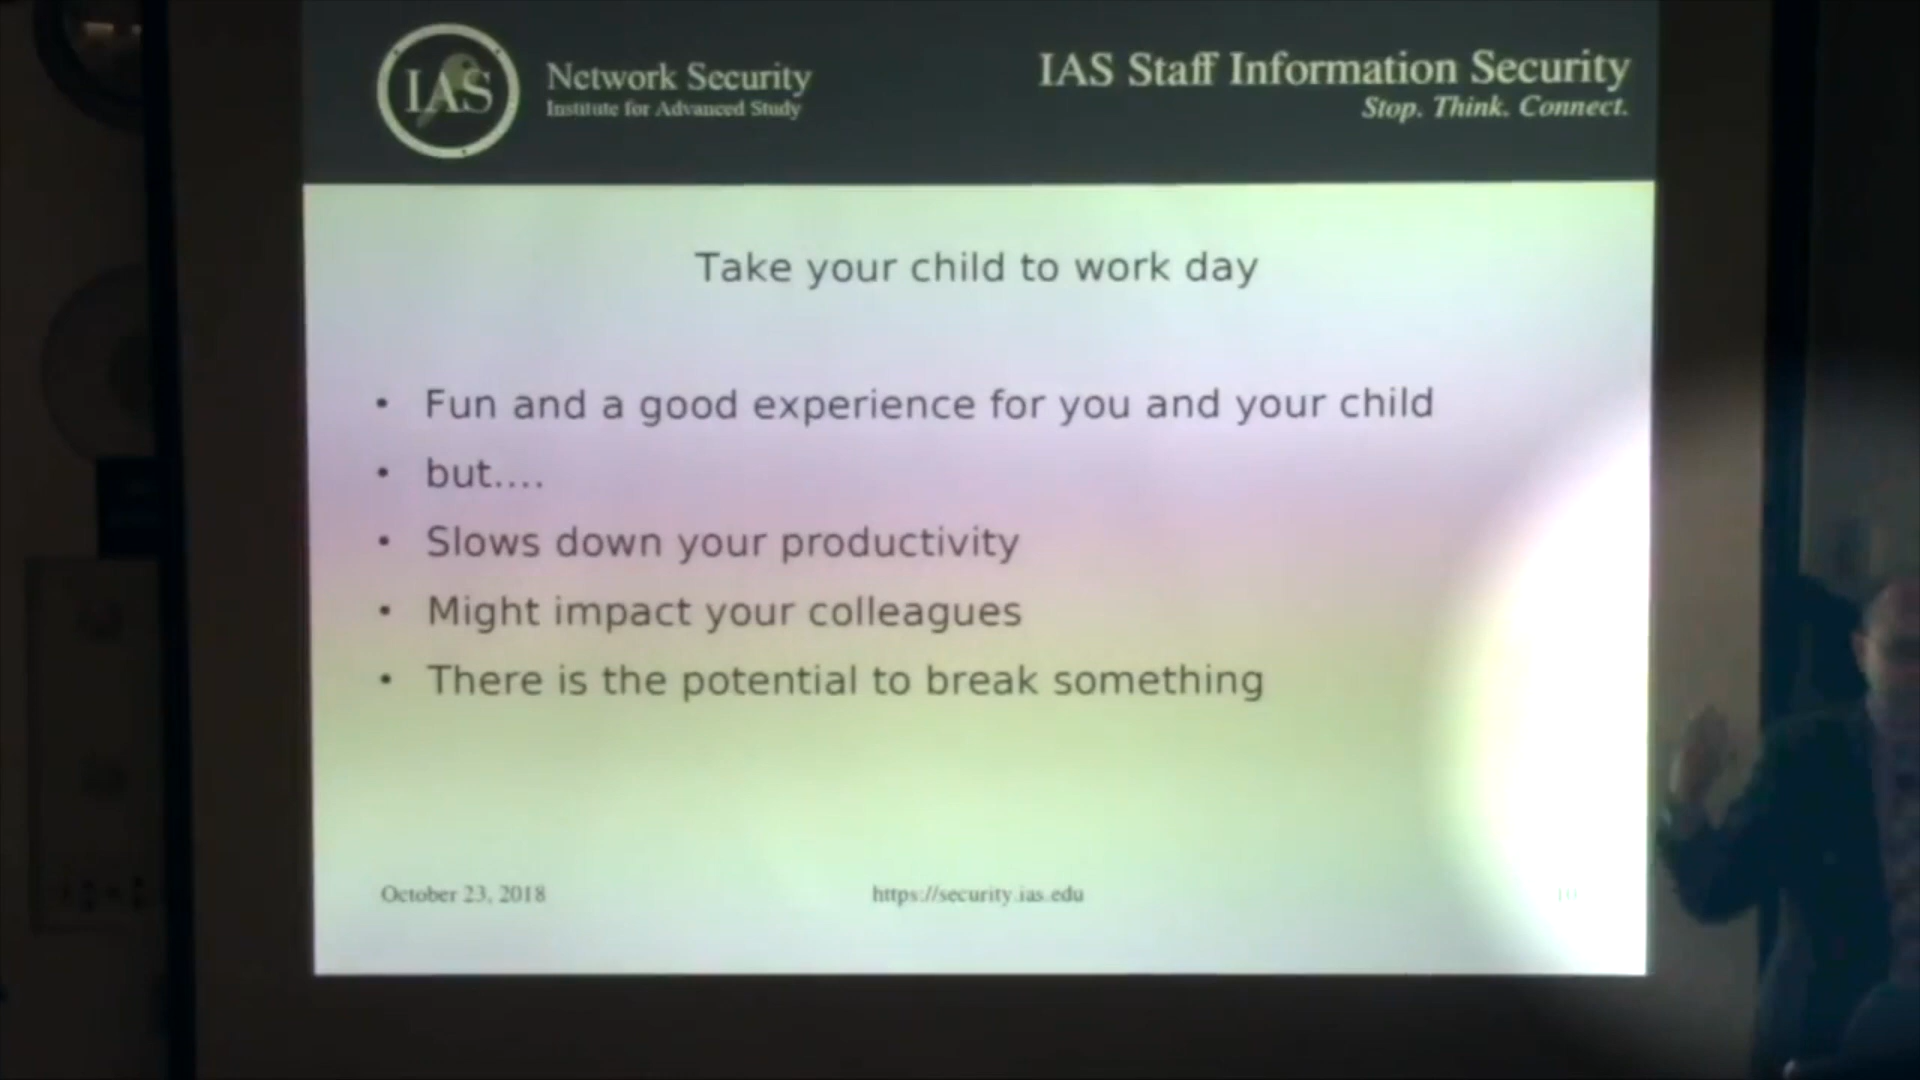 IAS
Network Security
Institute for Advanced Study
IAS Staff Information Security
Stop. Think. Connect.
Take your child to work day
• Fun and a good experience for you and your child
• but....
• Slows down your productivity
• Might impact your colleagues
• There is the potential to break something
October 23, 2018
https://security.ias.edu